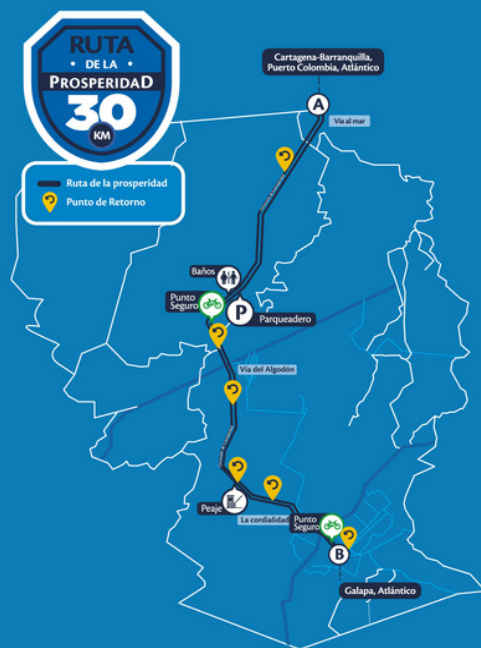 RUTA
DE LA
PROSPERIDAD
30
KM
Ruta de la prosperidad
Punto de Retorno
Cartagena-Barranquilla,
Puerto Colombia, Atlántico
A
Vía al mar
Baños
Punto
Seguro
P
Parqueadero
Vía del Algodón
Peaje
La cordialidad
Punto
Seguro
B
Galapa, Atlántico